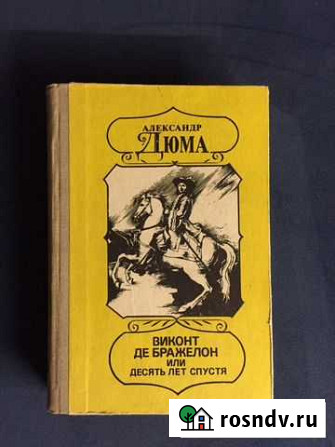 АЛЕКСАНДР
ДЮМА
ВИКОНТ
ДЕ БРАЖЕЛОН
ИЛИ
ДЕСЯТЬ ЛЕТ СПУСТЯ
rosndv.ru